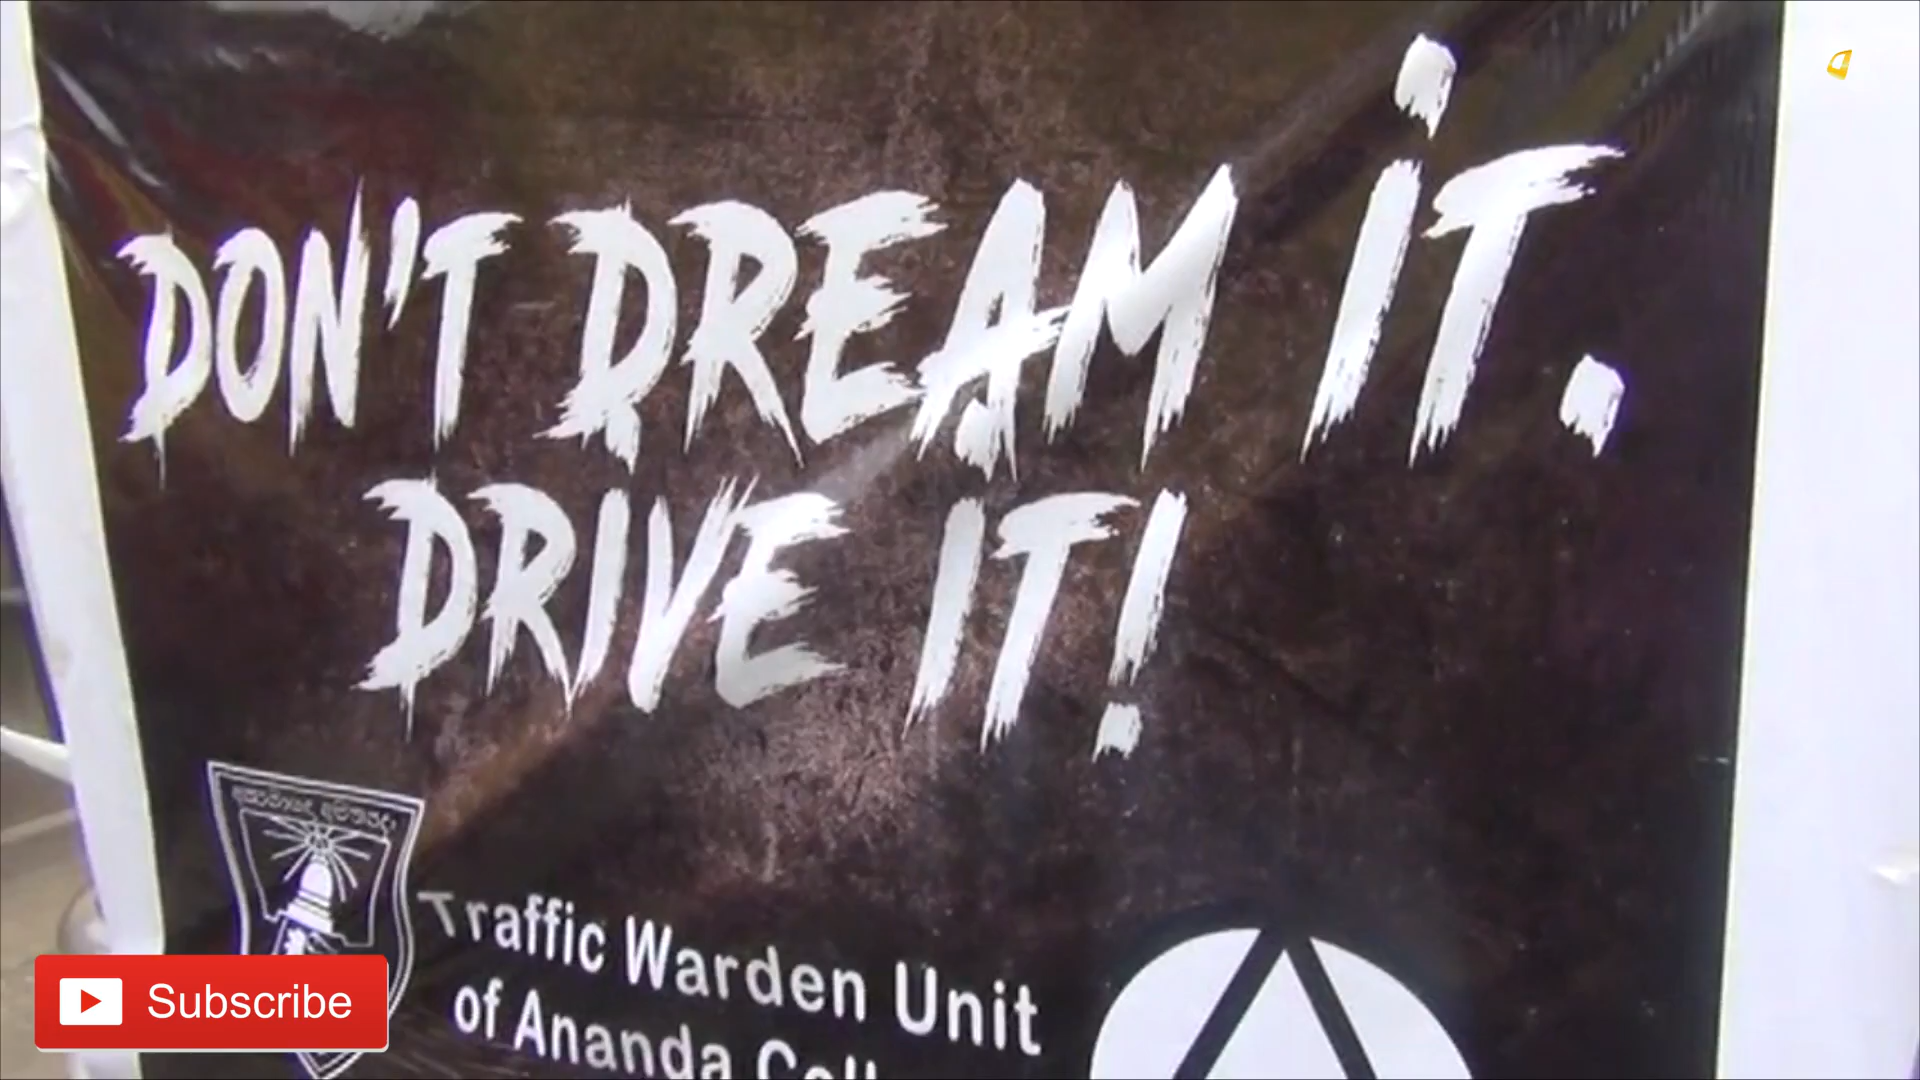 DON'T DREAM IT.
DRIVE IT!
Traffic Warden Unit
of Ananda
Subscribe